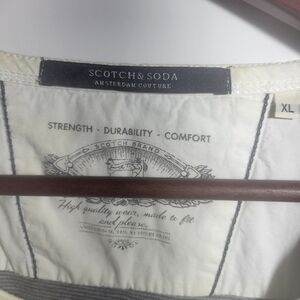 SCOTCH & SODA
AMSTERDAM COUTURE
XL
STRENGTH - DURABILITY - COMFORT
SCOTCH BRAND
High quality wear, made to fit
and please.